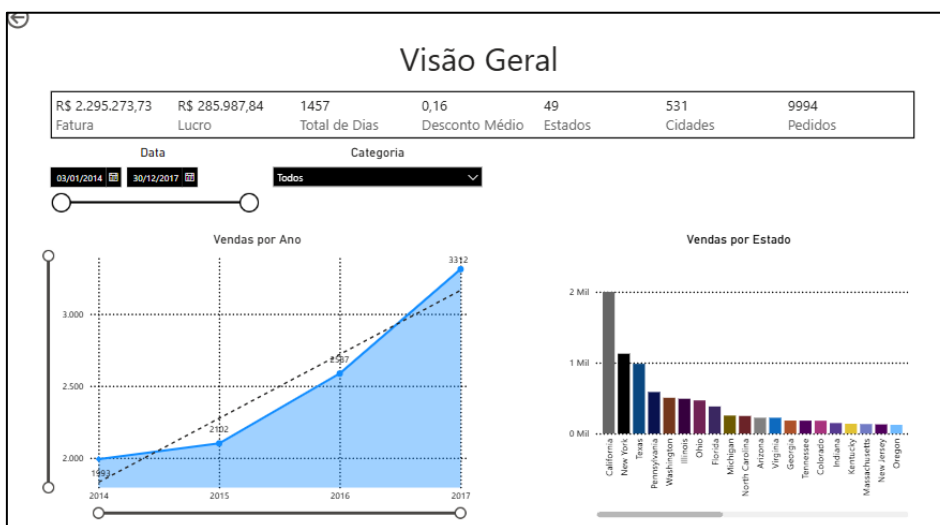 Visão Geral
R$ 2.295.273,73 R$ 285.987,84 1457 0,16 49 531 9994
Fatura Lucro Total de Dias Desconto Médio Estados Cidades Pedidos
Data Categoria
03/01/2014 30/12/2017 Todos
Vendas por Ano
3312
3.000
2587
2.500
2102
2.000
1993
2014 2015 2016 2017
Vendas por Estado
2 Mil
1 Mil
0 Mil
California
New York
Texas
Pennsylvania
Washington
Illinois
Ohio
Florida
Michigan
North Carolina
Arizona
Virginia
Georgia
Tennessee
Colorado
Indiana
Kentucky
Massachusetts
New Jersey
Oregon